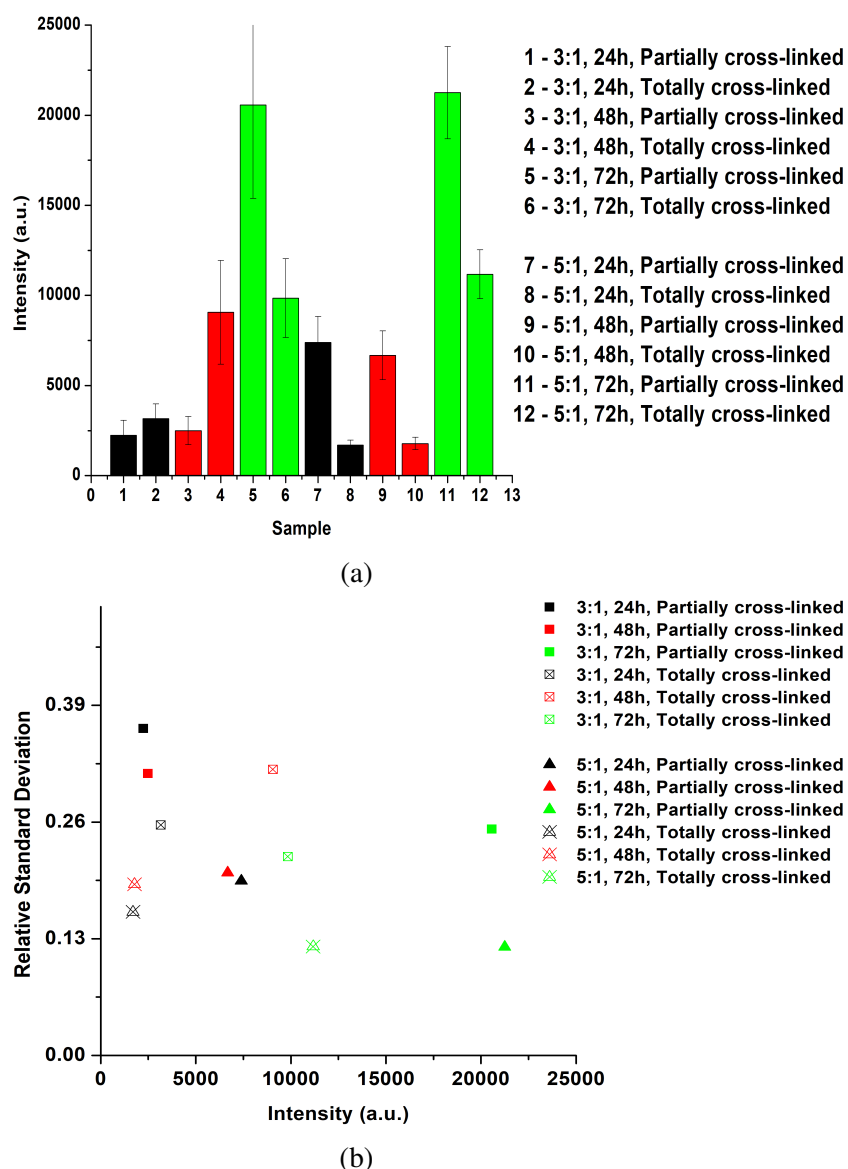 25000
20000
15000
10000
5000
0
Intensity (a.u.)
0 1 2 3 4 5 6 7 8 9 10 11 12 13
Sample
1 - 3:1, 24h, Partially cross-linked
2 - 3:1, 24h, Totally cross-linked
3 - 3:1, 48h, Partially cross-linked
4 - 3:1, 48h, Totally cross-linked
5 - 3:1, 72h, Partially cross-linked
6 - 3:1, 72h, Totally cross-linked
7 - 5:1, 24h, Partially cross-linked
8 - 5:1, 24h, Totally cross-linked
9 - 5:1, 48h, Partially cross-linked
10 - 5:1, 48h, Totally cross-linked
11 - 5:1, 72h, Partially cross-linked
12 - 5:1, 72h, Totally cross-linked
(a)
0.39
0.26
0.13
0.00
Relative Standard Deviation
0 5000 10000 15000 20000 25000
Intensity (a.u.)
3:1, 24h, Partially cross-linked
3:1, 48h, Partially cross-linked
3:1, 72h, Partially cross-linked
3:1, 24h, Totally cross-linked
3:1, 48h, Totally cross-linked
3:1, 72h, Totally cross-linked
5:1, 24h, Partially cross-linked
5:1, 48h, Partially cross-linked
5:1, 72h, Partially cross-linked
5:1, 24h, Totally cross-linked
5:1, 48h, Totally cross-linked
5:1, 72h, Totally cross-linked
(b)